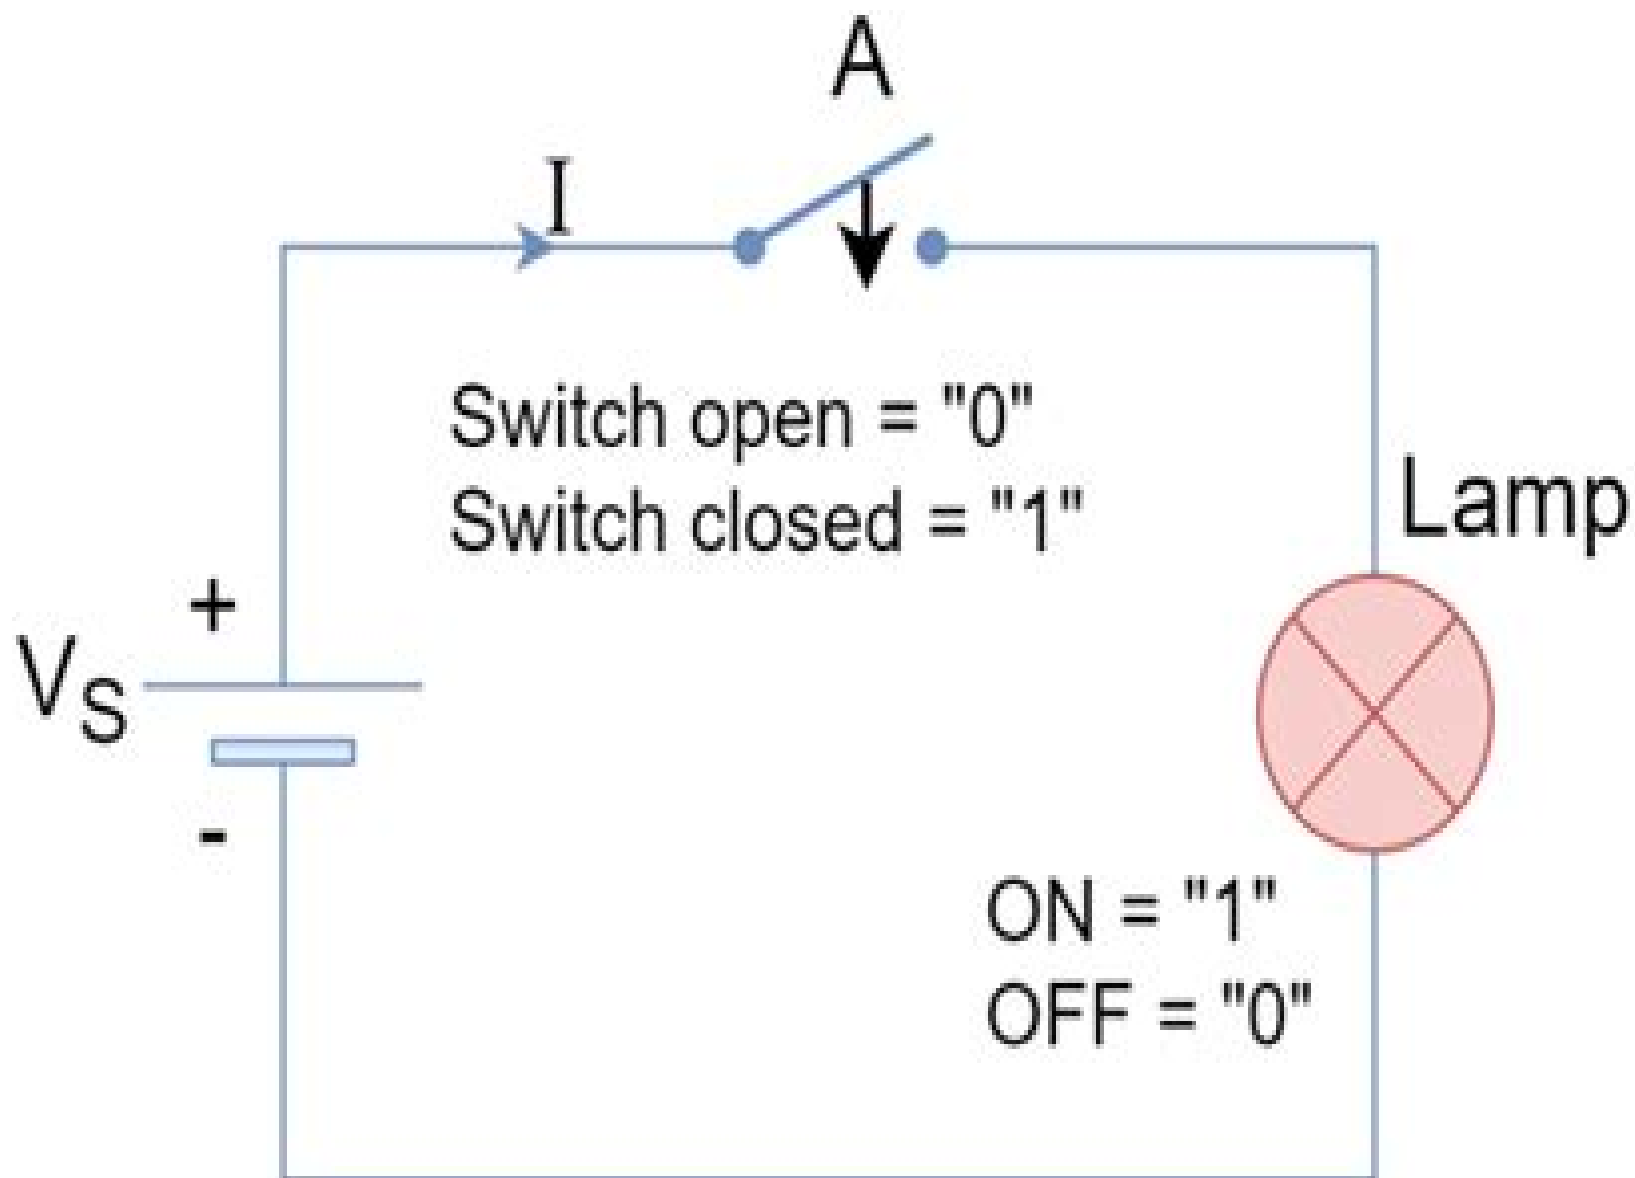 A
I
Switch open = "0"
Switch closed = "1"
Lamp
+
VS
-
ON = "1"
OFF = "0"